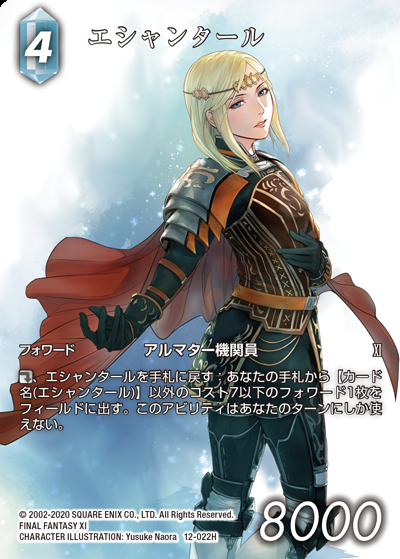 4 エシャンタール
フォワード アルマター機関員 XI
、エシャンタールを手札に戻す:あなたの手札から【カード
名(エシャンタール)】以外のコスト7以下のフォワード1枚を
フィールドに出す。このアビリティはあなたのターンにしか使
えない。
© 2002-2020 SQUARE ENIX CO., LTD. All Rights Reserved.
FINAL FANTASY XI
CHARACTER ILLUSTRATION: Yusuke Naora 12-022H
8000